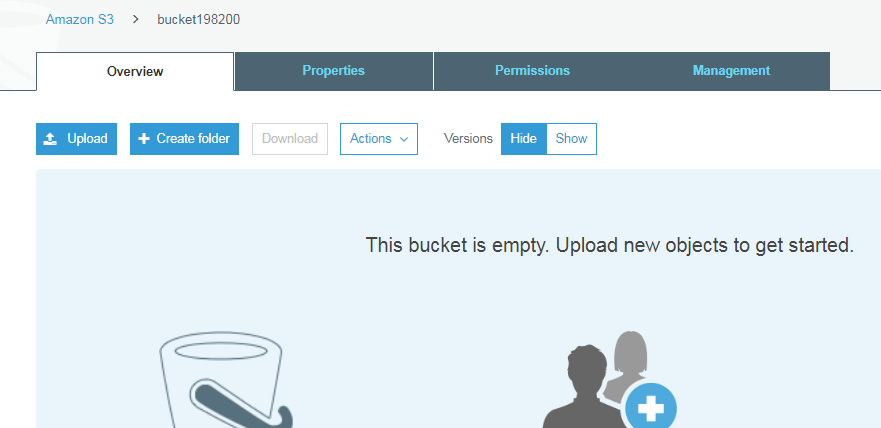 Amazon S3 > bucket198200
Overview Properties Permissions Management
Upload Create folder Download Actions Versions Hide Show
This bucket is empty. Upload new objects to get started.